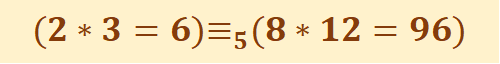 (2 * 3 = 6)≡₅(8 * 12 = 96)